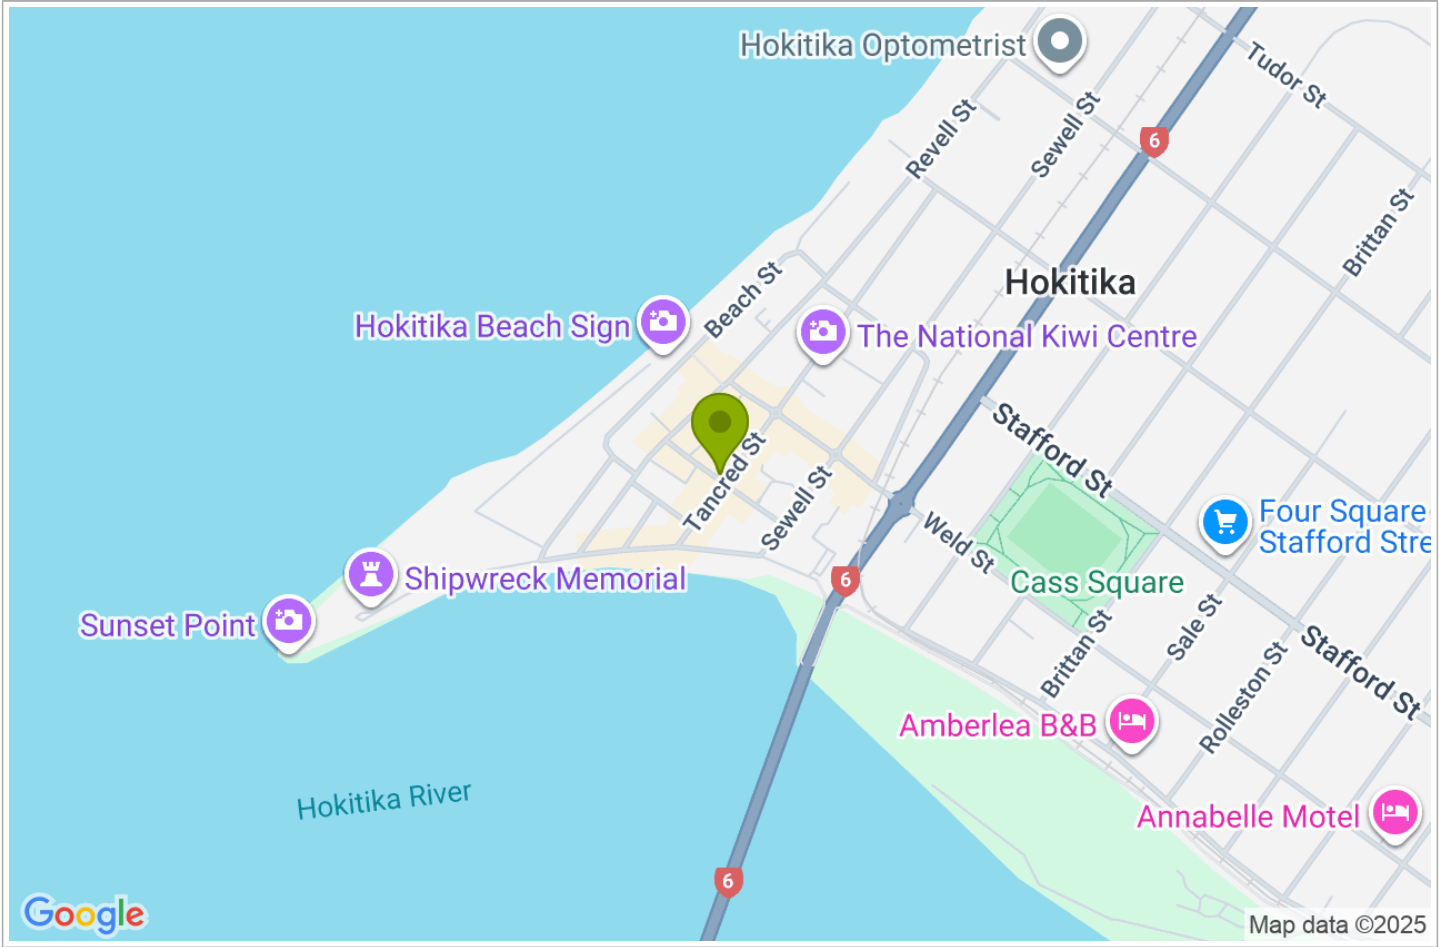 Hokitika Optometrist
Tudor St
Revell St
Sewell St
6
Brittan St
Hokitika
Beach St
Hokitika Beach Sign
The National Kiwi Centre
Stafford St
Tancred St
Sewell St
Weld St
Four Square
Stafford Stre
6
Cass Square
Shipwreck Memorial
Sunset Point
Brittan St
Sale St
Rolleston St
Stafford St
Amberlea B&B
Hokitika River
Annabelle Motel
6
Google
Map data ©2025